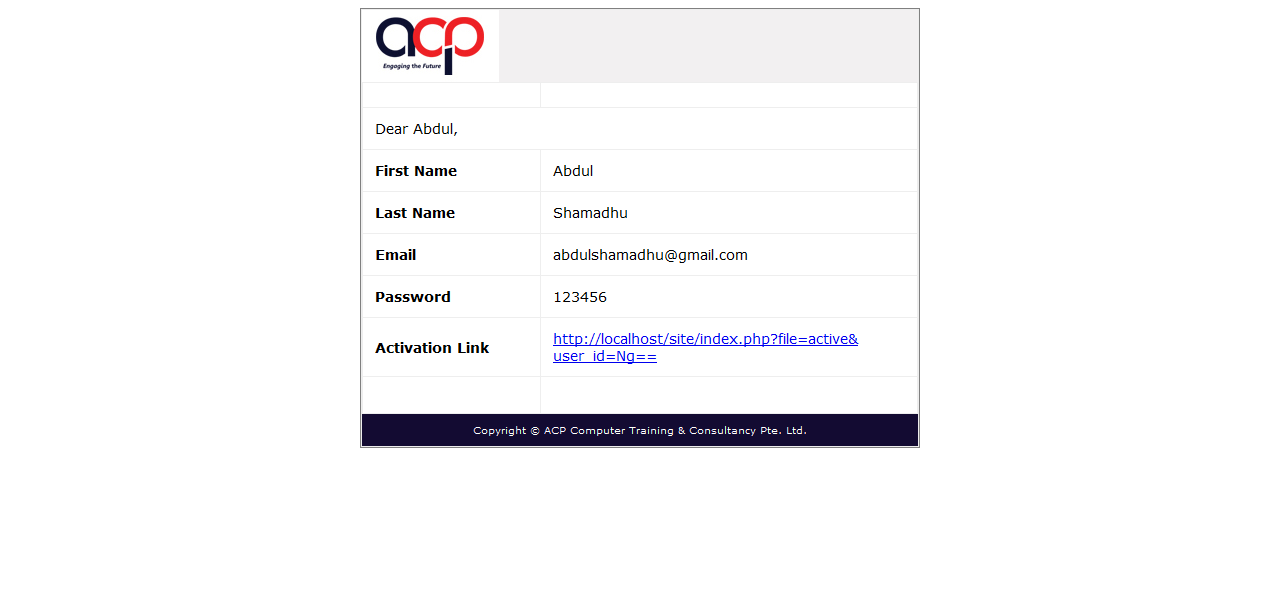 acp
Engaging the Future
Dear Abdul,
First Name Abdul
Last Name Shamadhu
Email abdulshamadhu@gmail.com
Password 123456
Activation Link http://localhost/site/index.php?file=active&
user_id=Ng==
Copyright © ACP Computer Training & Consultancy Pte. Ltd.